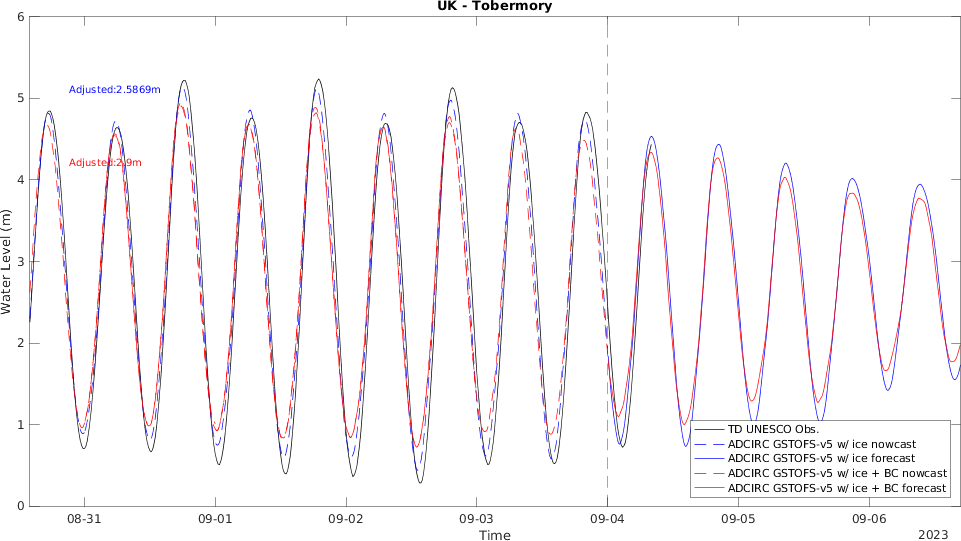 UK - Tobermory
6
5
4
3
2
1
0
Water Level (m)
Adjusted:2.5869m
Adjusted:2.9m
TD UNESCO Obs.
ADCIRC GSTOFS-v5 w/ ice nowcast
ADCIRC GSTOFS-v5 w/ ice forecast
ADCIRC GSTOFS-v5 w/ ice + BC nowcast
ADCIRC GSTOFS-v5 w/ ice + BC forecast
08-31 09-01 09-02 09-03 09-04 09-05 09-06
Time
2023